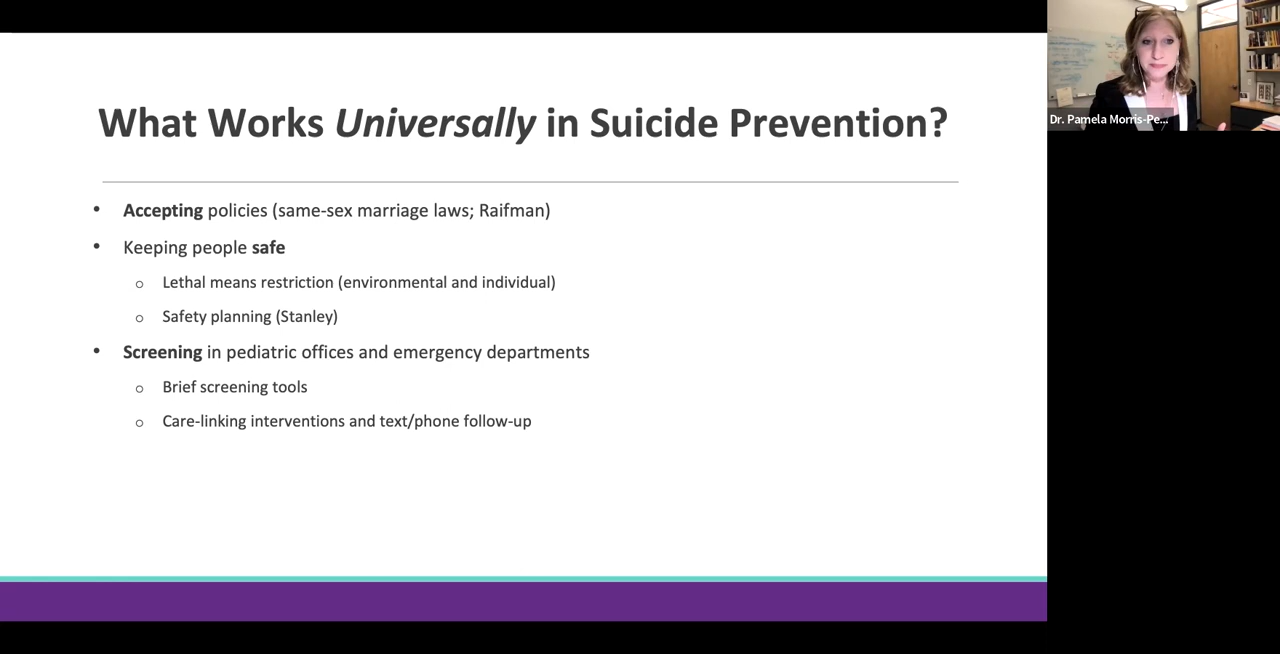 What Works Universally in Suicide Prevention?
• Accepting policies (same-sex marriage laws; Raifman)
• Keeping people safe
o Lethal means restriction (environmental and individual)
o Safety planning (Stanley)
• Screening in pediatric offices and emergency departments
o Brief screening tools
o Care-linking interventions and text/phone follow-up
Dr. Pamela Morris-Pe...